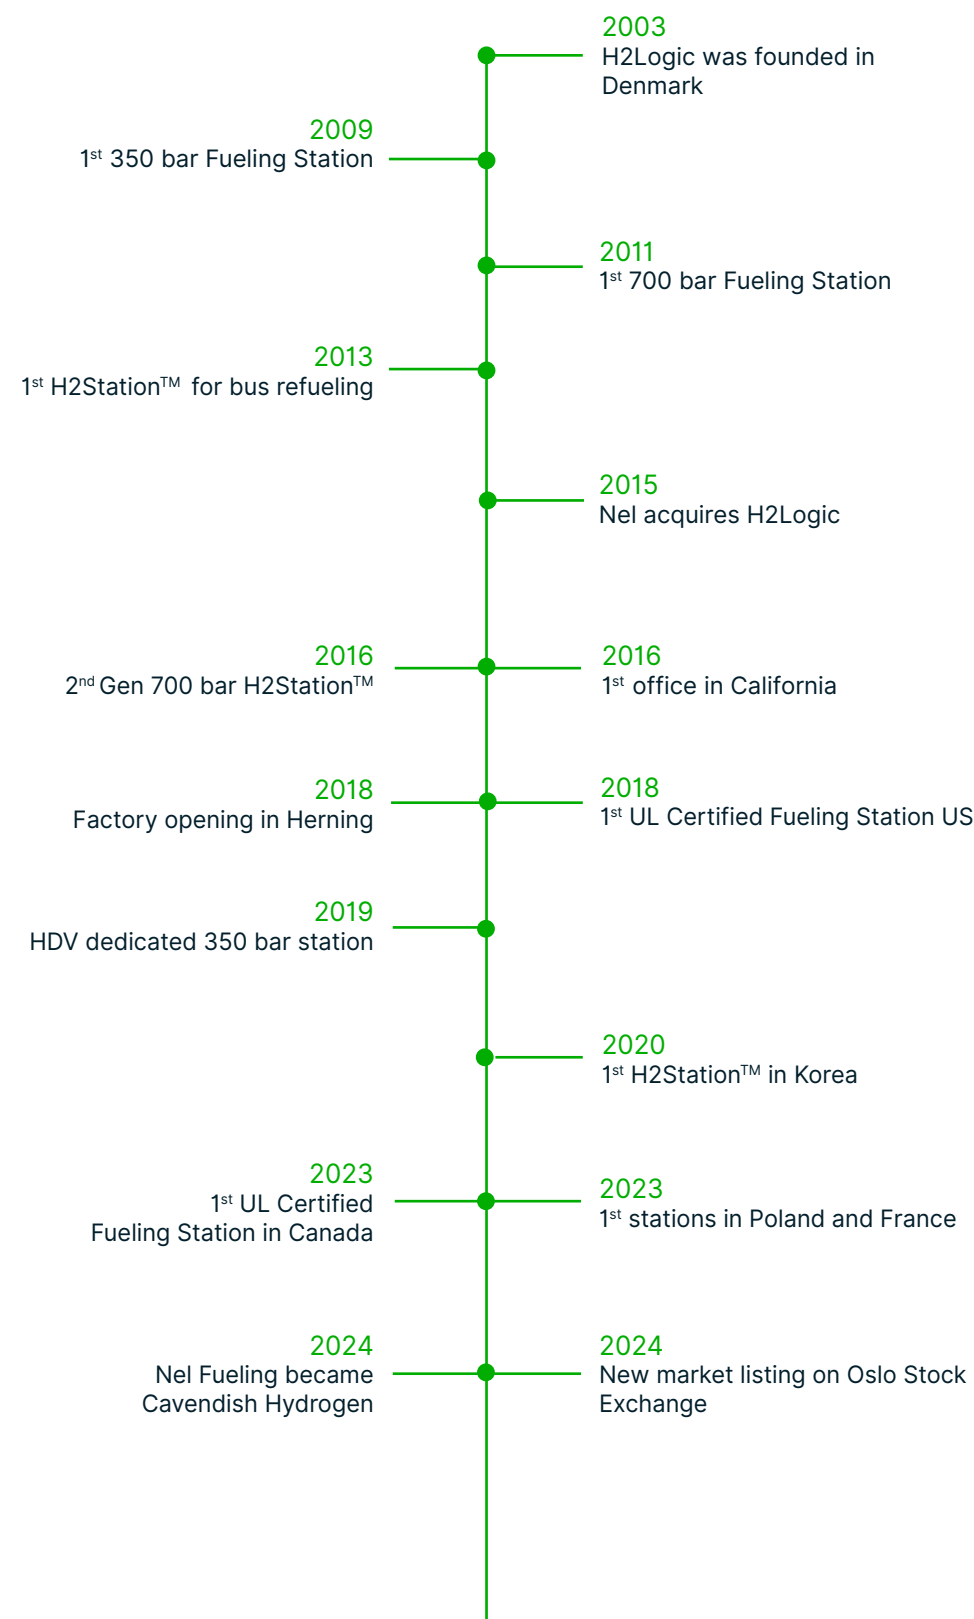 2003
H2Logic was founded in
Denmark
2009
1st 350 bar Fueling Station
2011
1st 700 bar Fueling Station
2013
1st H2Station™ for bus refueling
2015
Nel acquires H2Logic
2016
2nd Gen 700 bar H2Station™
2016
1st office in California
2018
Factory opening in Herning
2018
1st UL Certified Fueling Station US
2019
HDV dedicated 350 bar station
2020
1st H2Station™ in Korea
2023
1st UL Certified
Fueling Station in Canada
2023
1st stations in Poland and France
2024
Nel Fueling became
Cavendish Hydrogen
2024
New market listing on Oslo Stock
Exchange